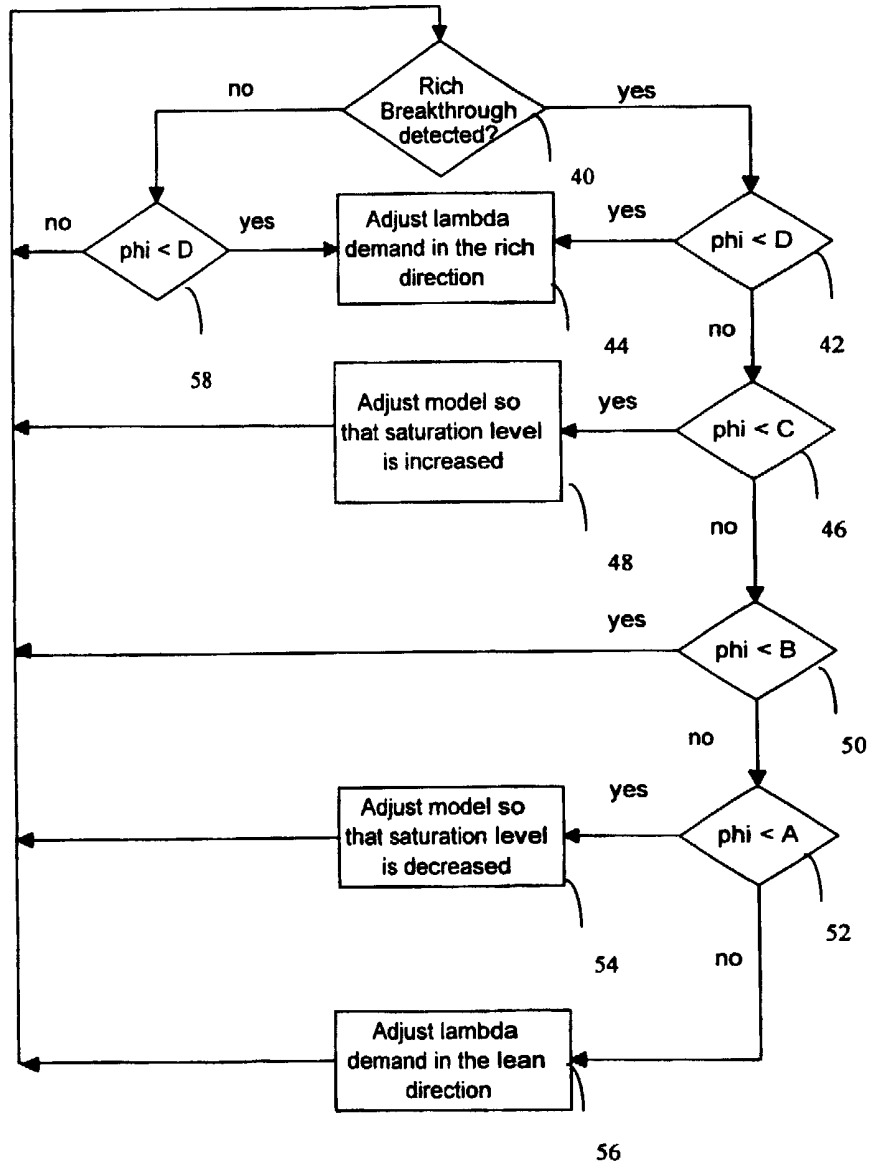 Rich
Breakthrough
detected?
no
yes
40
no
phi < D
yes
Adjust lambda
demand in the rich
direction
yes
phi < D
58
44
no
42
Adjust model so
that saturation level
is increased
yes
phi < C
48
no
46
yes
phi < B
no
50
Adjust model so
that saturation level
is decreased
yes
phi < A
54
no
52
Adjust lambda
demand in the lean
direction
56